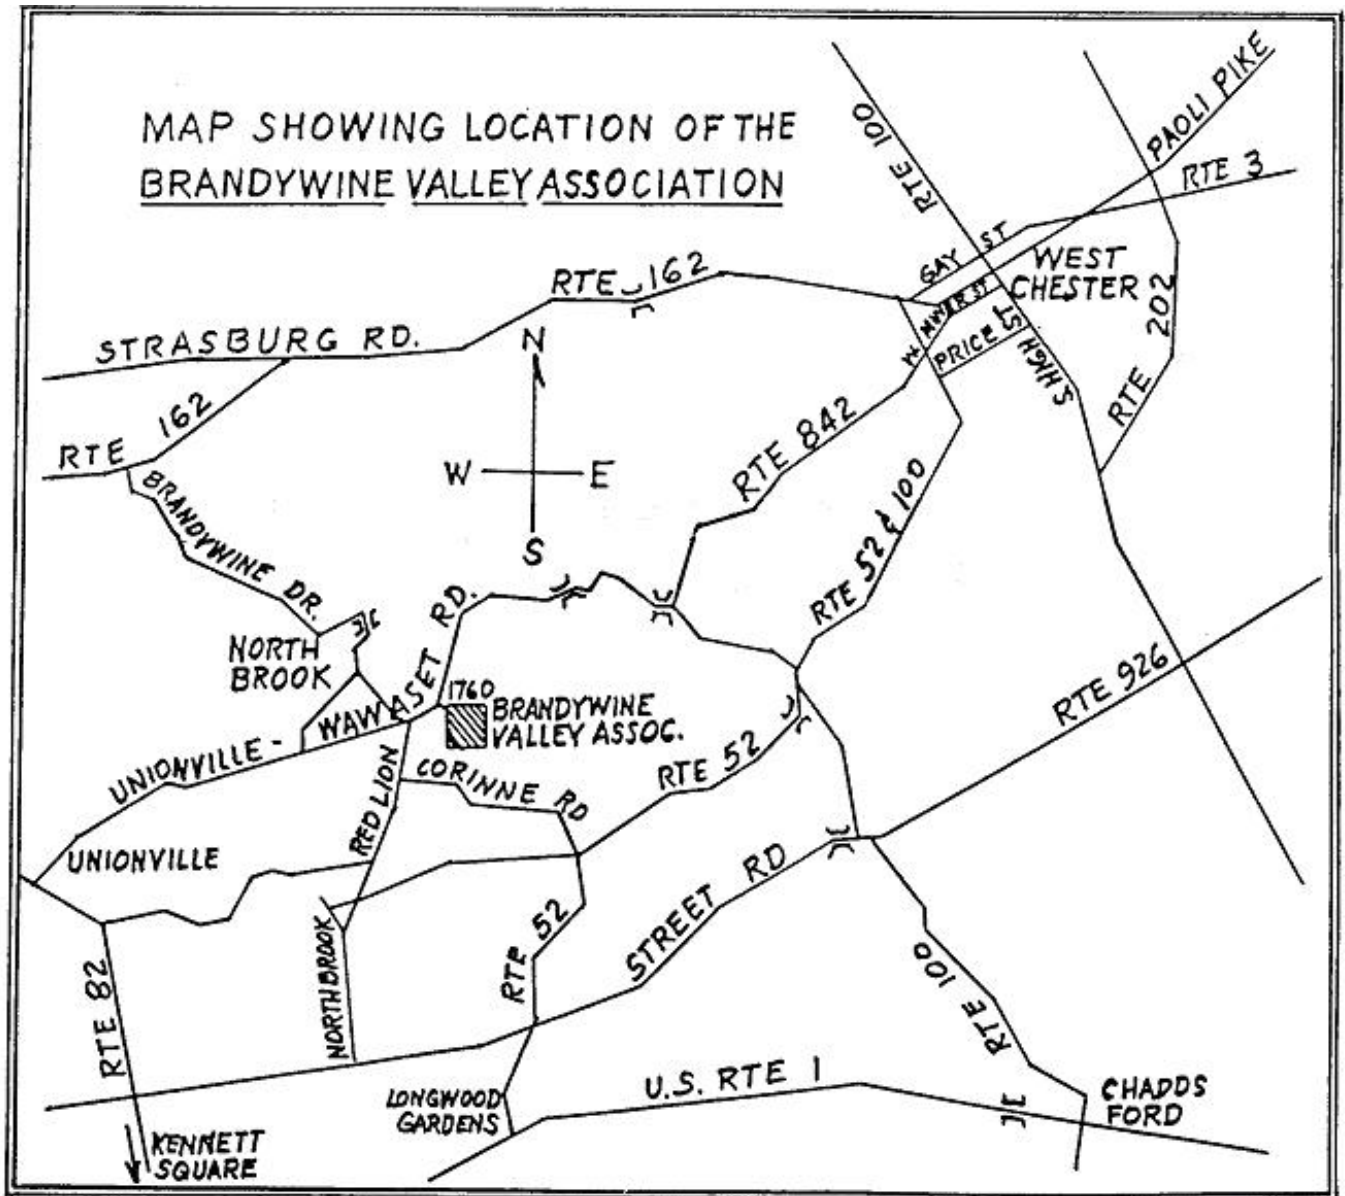 MAP SHOWING LOCATION OF THE
BRANDYWINE VALLEY ASSOCIATION
RTE 100
PAOLI PIKE
RTE 3
GAY ST
WEST
CHESTER
RTE 162
W. MINER ST
PRICE ST
S. HIGH
RTE 202
STRASBURG RD.
N
W
E
S
RTE 162
RTE 842
BRANDYWINE DR.
RTE 52 & 100
NORTH
BROOK
UNIONVILLE - WAWASET RD.
1760
BRANDYWINE
VALLEY ASSOC.
RTE 926
RED LION
CORINNE RD
RTE 52
UNIONVILLE
STREET RD
RTE 52
NORTHBROOK
RTE 82
RTE 100
LONGWOOD
GARDENS
U.S. RTE 1
CHADDS
FORD
KENNETT
SQUARE